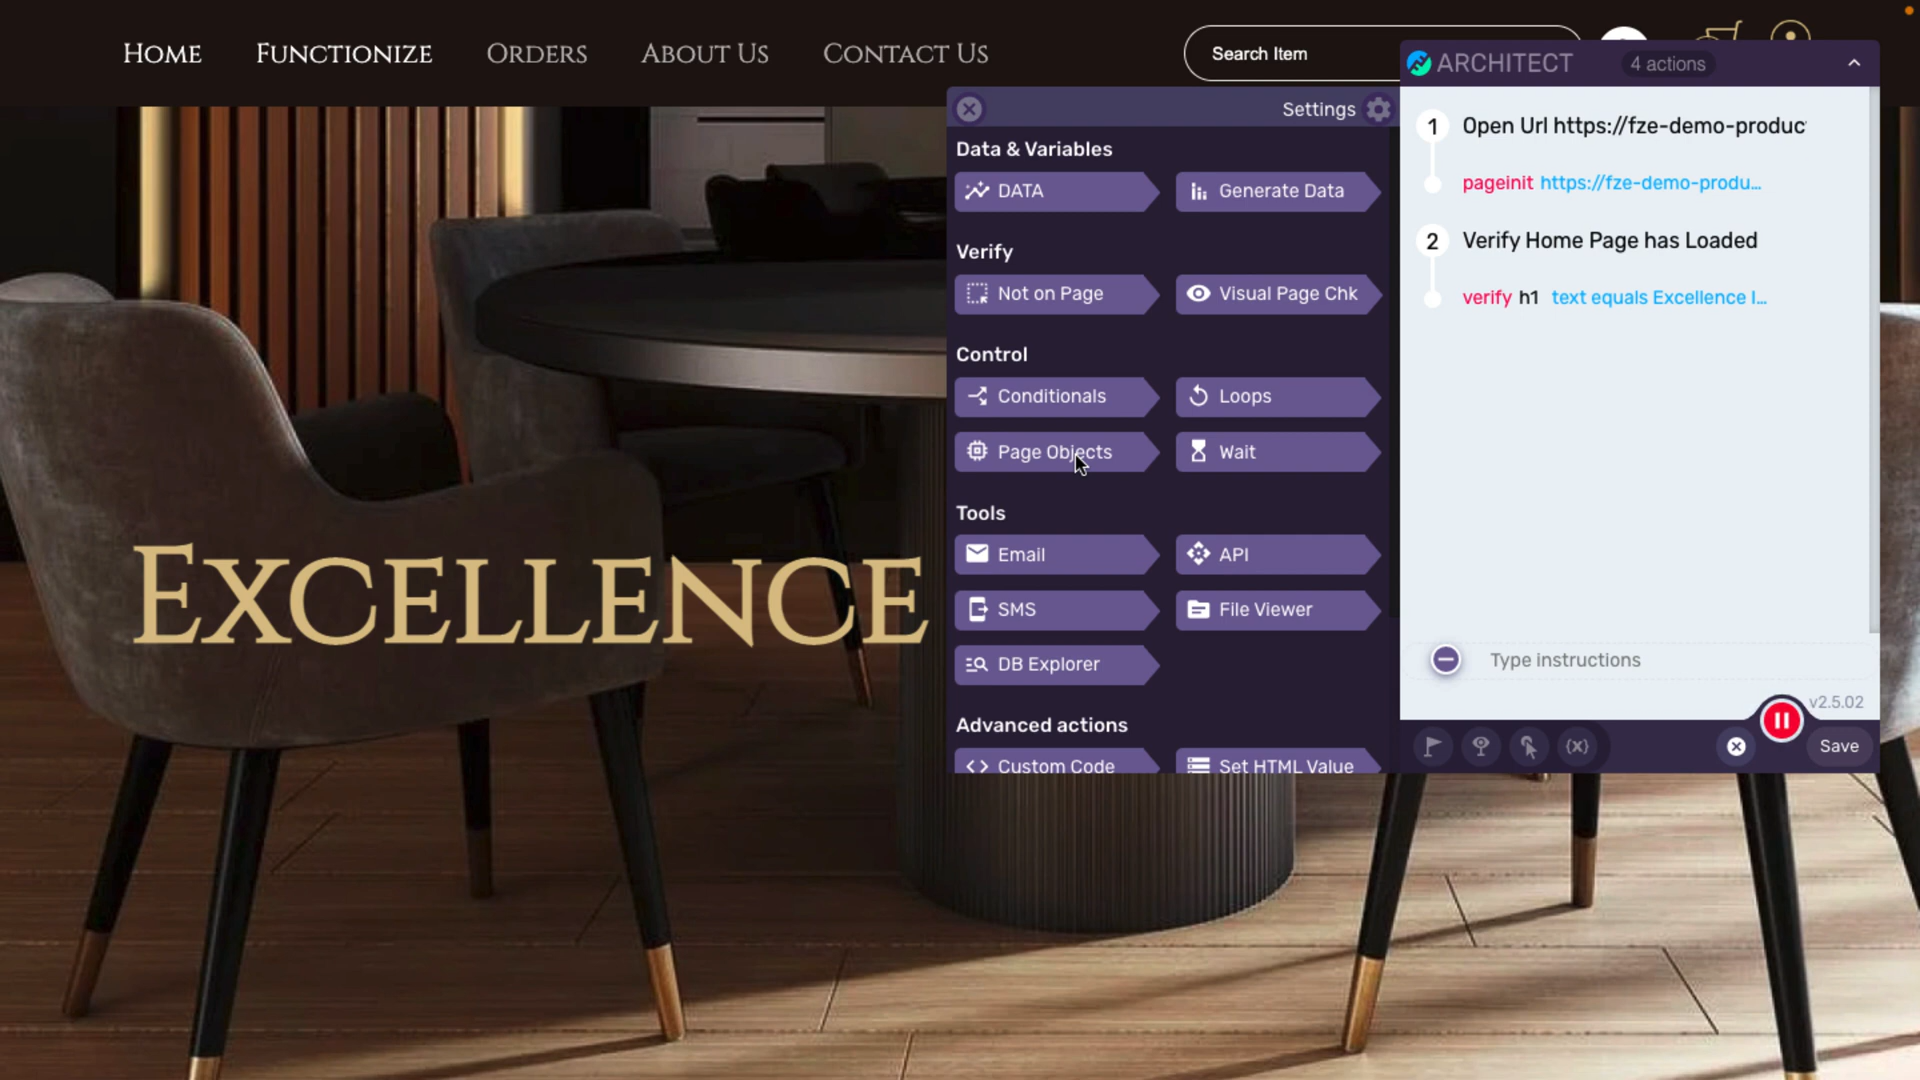 Home Functionize Orders About Us Contact Us
Search Item
ARCHITECT 4 actions
Settings
Data & Variables
DATA
Generate Data
Verify
Not on Page
Visual Page Chk
Control
Conditionals
Loops
Page Objects
Wait
Tools
Email
API
SMS
File Viewer
DB Explorer
Advanced actions
Custom Code
Set HTML Value
1 Open Url https://fze-demo-produc
pageinit https://fze-demo-produ...
2 Verify Home Page has Loaded
verify h1 text equals Excellence I...
Type instructions
v2.5.02
{x}
Save
Excellence